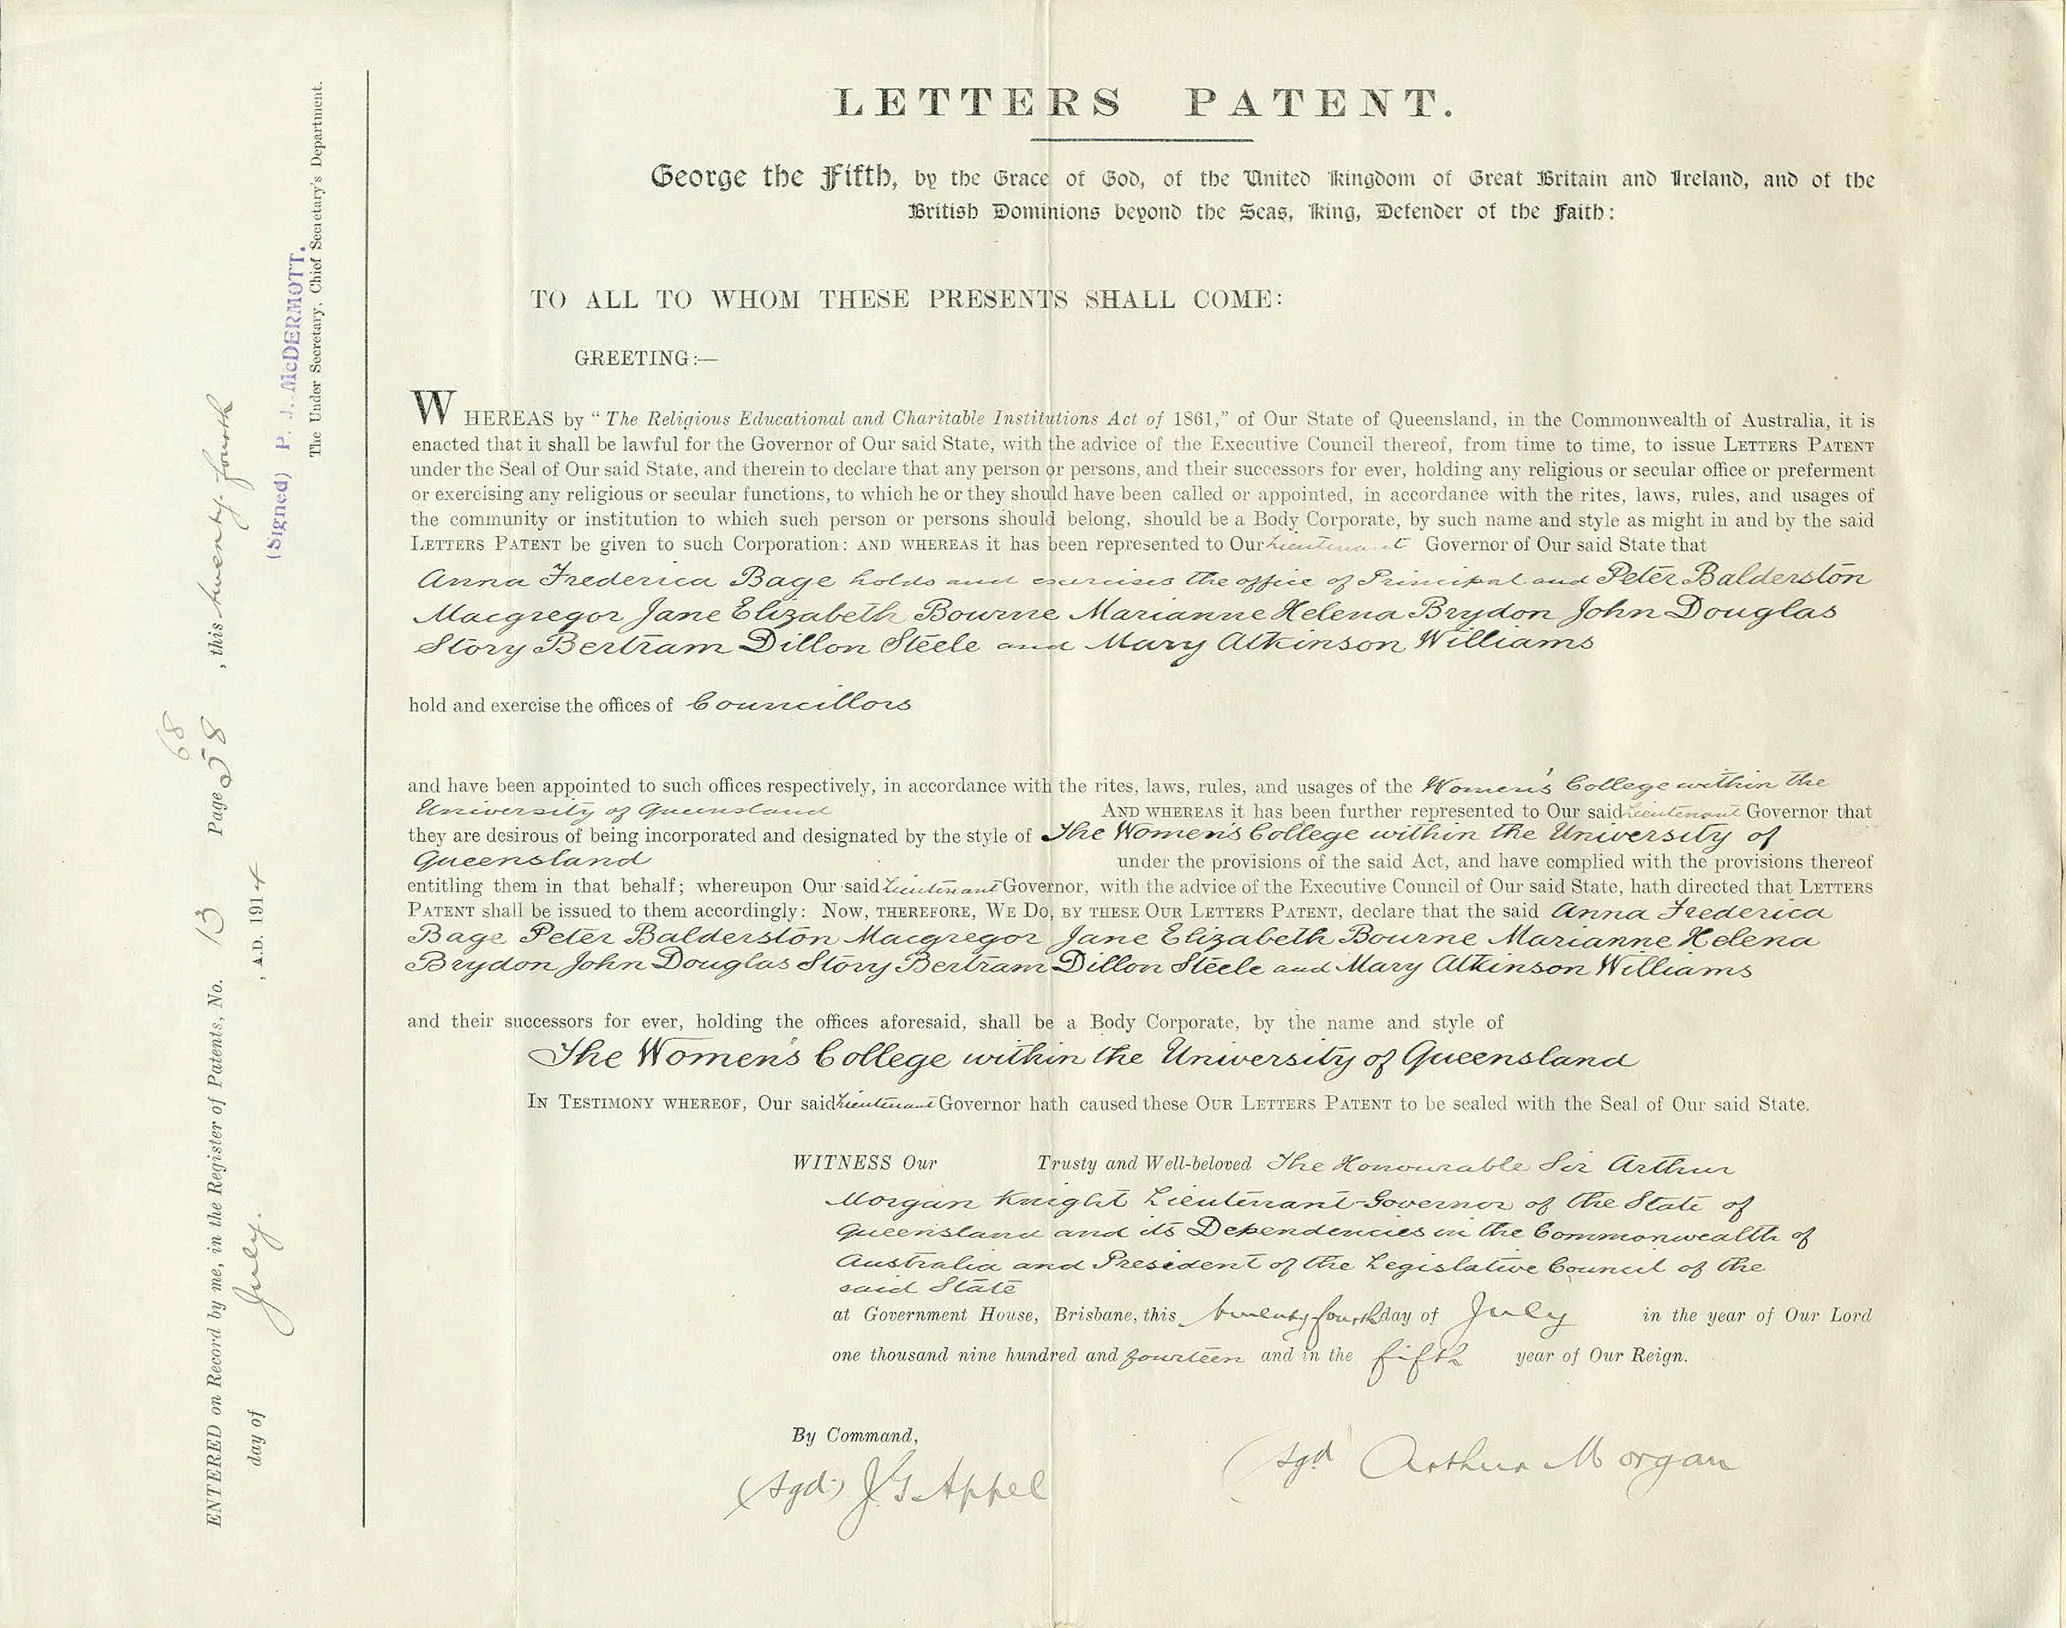 LETTERS PATENT.
George the Fifth, by the Grace of God, of the United Kingdom of Great Britain and Ireland, and of the
British Dominions beyond the Seas, King, Defender of the Faith:
TO ALL TO WHOM THESE PRESENTS SHALL COME:
GREETING:—
WHEREAS by "The Religious Educational and Charitable Institutions Act of 1861," of Our State of Queensland, in the Commonwealth of Australia, it is
enacted that it shall be lawful for the Governor of Our said State, with the advice of the Executive Council thereof, from time to time, to issue LETTERS PATENT
under the Seal of Our said State, and therein to declare that any person or persons, and their successors for ever, holding any religious or secular office or preferment
or exercising any religious or secular functions, to which he or they should have been called or appointed, in accordance with the rites, laws, rules, and usages of
the community or institution to which such person or persons should belong, should be a Body Corporate, by such name and style as might in and by the said
LETTERS PATENT be given to such Corporation: AND WHEREAS it has been represented to Our Lieutenant Governor of Our said State that
Anna Frederica Bage holds and exercises the office of Principal and Peter Balderston
Macgregor Jane Elizabeth Bourne Marianne Helena Brydon John Douglas
Story Bertram Dillon Steele and Mary Atkinson Williams
hold and exercise the offices of Councillors
and have been appointed to such offices respectively, in accordance with the rites, laws, rules, and usages of the Women's College within the
University of Queensland AND WHEREAS it has been further represented to Our said Lieutenant Governor that
they are desirous of being incorporated and designated by the style of The Women's College within the University of
Queensland under the provisions of the said Act, and have complied with the provisions thereof
entitling them in that behalf; whereupon Our said Lieutenant Governor, with the advice of the Executive Council of Our said State, hath directed that LETTERS
PATENT shall be issued to them accordingly: NOW, THEREFORE, WE DO, BY THESE OUR LETTERS PATENT, declare that the said Anna Frederica
Bage Peter Balderston Macgregor Jane Elizabeth Bourne Marianne Helena
Brydon John Douglas Story Bertram Dillon Steele and Mary Atkinson Williams
and their successors for ever, holding the offices aforesaid, shall be a Body Corporate, by the name and style of
The Women's College within the University of Queensland
IN TESTIMONY WHEREOF, Our said Lieutenant Governor hath caused these OUR LETTERS PATENT to be sealed with the Seal of Our said State.
WITNESS Our Trusty and Well-beloved The Honourable Sir Arthur
Morgan Knight Lieutenant-Governor of the State of
Queensland and its Dependencies in the Commonwealth of
Australia and President of the Legislative Council of the
said State
at Government House, Brisbane, this twenty fourth day of July in the year of Our Lord
one thousand nine hundred and fourteen and in the fifth year of Our Reign.
By Command,
(sgd.) J G Appel
(sgd Arthur Morgan
ENTERED on Record by me, in the Register of Patents, No. 13 Page 58 68, this twenty-fourth
day of July. , A.D. 1914
(Signed) P. J. McDERMOTT.
The Under Secretary, Chief Secretary's Department.